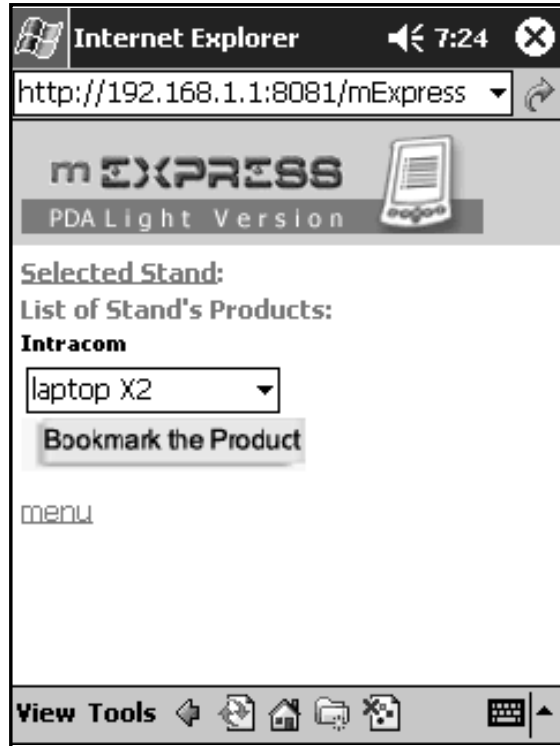 Internet Explorer 7:24
http://192.168.1.1:8081/mExpress
mEXPRESS
PDA Light Version
Selected Stand:
List of Stand's Products:
Intracom
laptop X2
Bookmark the Product
menu
View Tools